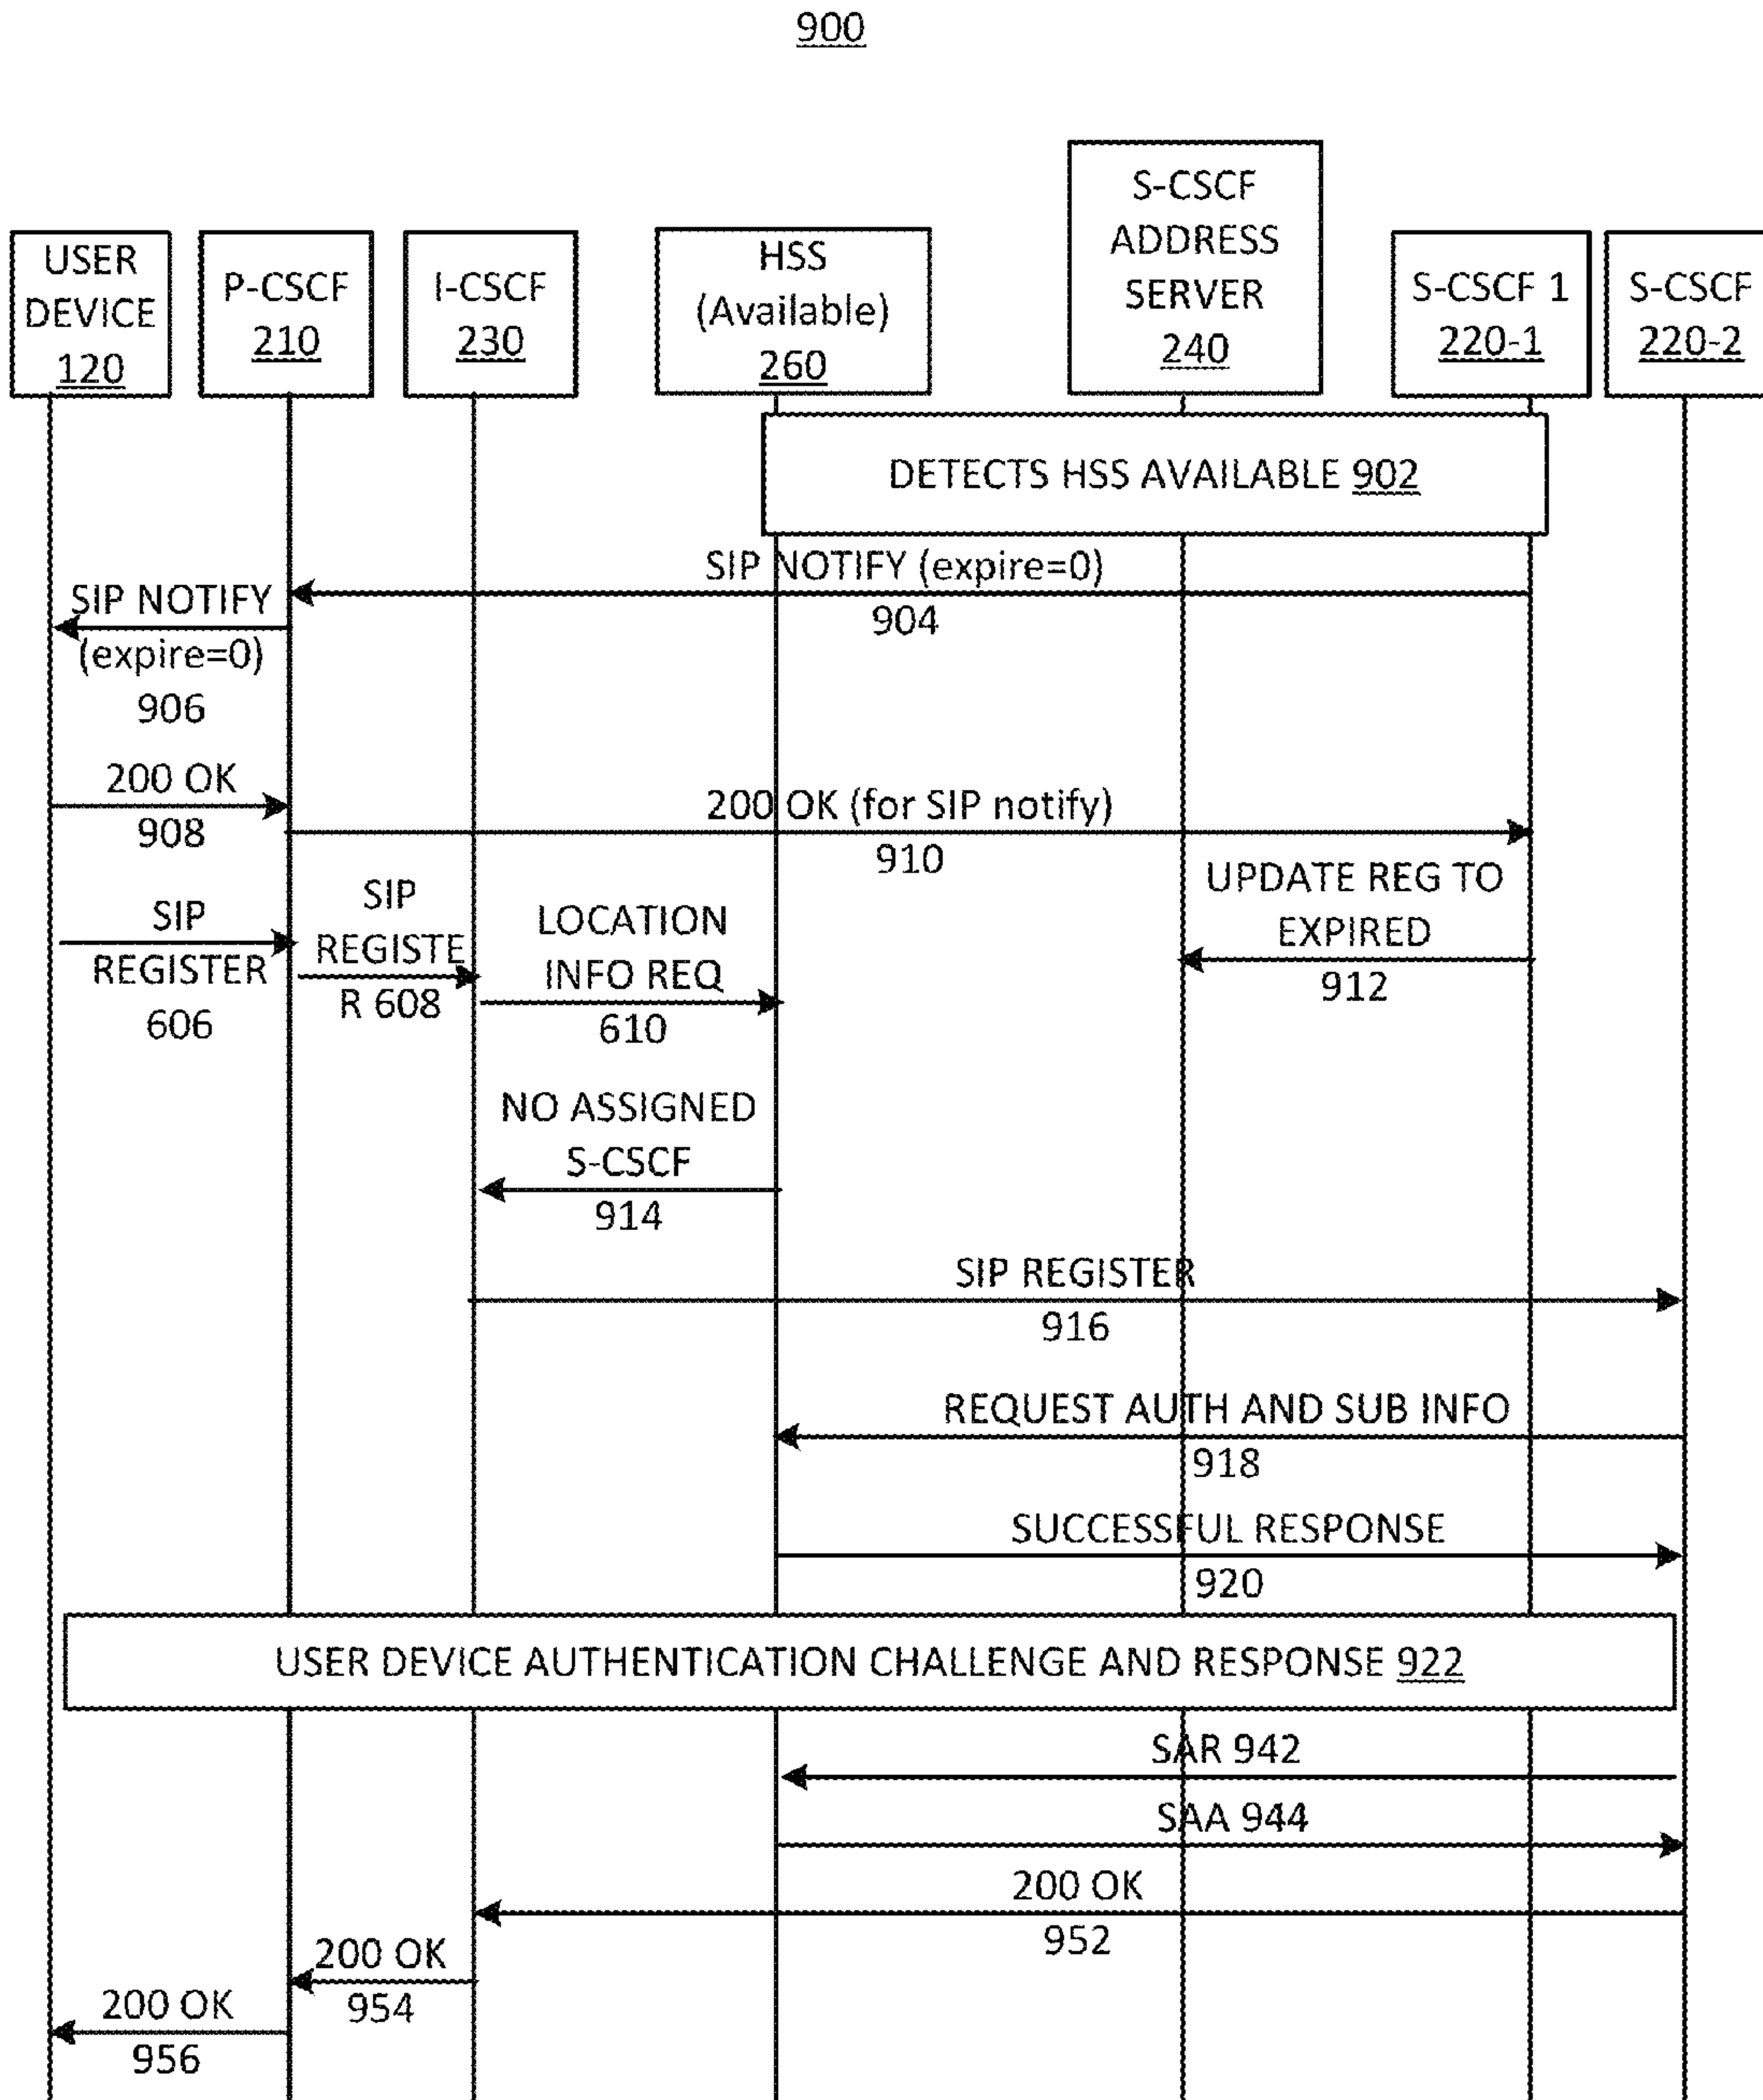 900
USER
DEVICE
120
P-CSCF
210
I-CSCF
230
HSS
(Available)
260
S-CSCF
ADDRESS
SERVER
240
S-CSCF 1
220-1
S-CSCF
220-2
DETECTS HSS AVAILABLE 902
SIP NOTIFY (expire=0)
904
SIP NOTIFY
(expire=0)
906
200 OK
908
200 OK (for SIP notify)
910
UPDATE REG TO
EXPIRED
912
SIP
REGISTER
606
SIP
REGISTE
R 608
LOCATION
INFO REQ
610
NO ASSIGNED
S-CSCF
914
SIP REGISTER
916
REQUEST AUTH AND SUB INFO
918
SUCCESSFUL RESPONSE
920
USER DEVICE AUTHENTICATION CHALLENGE AND RESPONSE 922
SAR 942
SAA 944
200 OK
952
200 OK
954
200 OK
956